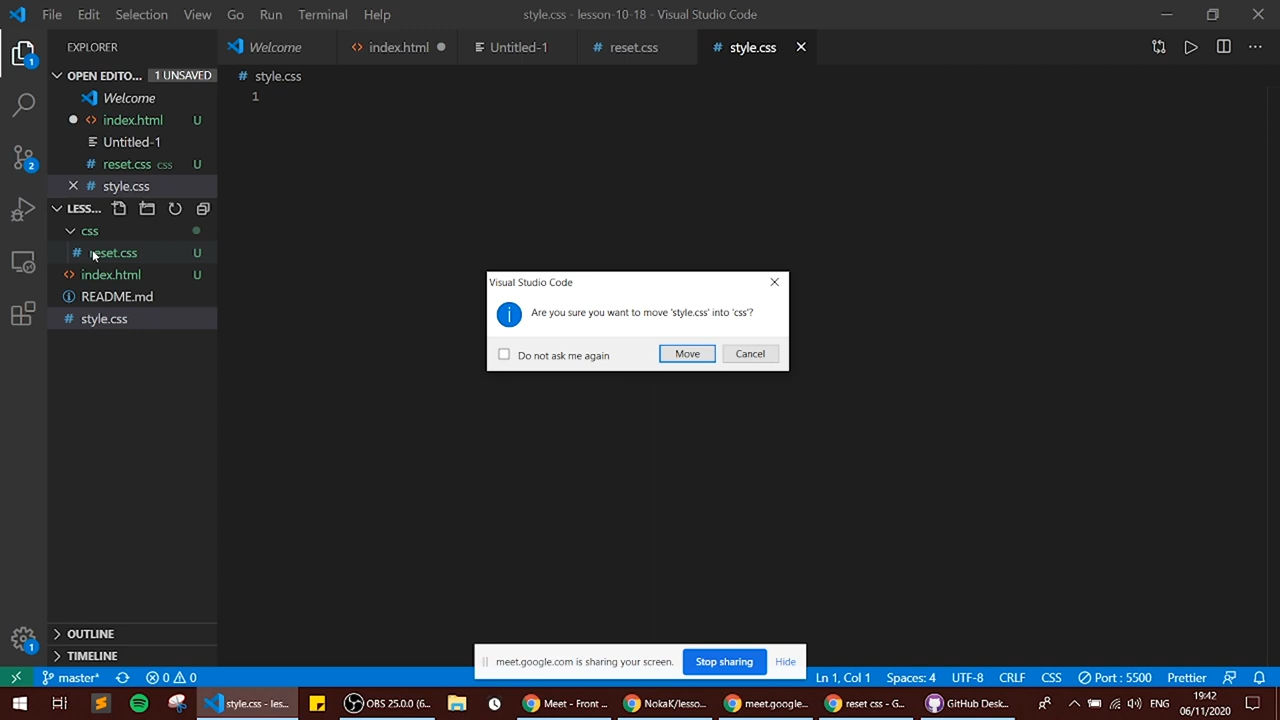 File Edit Selection View Go Run Terminal Help
style.css - lesson-10-18 - Visual Studio Code
EXPLORER
Welcome
index.html
Untitled-1
reset.css
style.css
OPEN EDITO... 1 UNSAVED
style.css
Welcome
1
index.html U
Untitled-1
reset.css css U
style.css
LESS...
css
reset.css U
index.html U
README.md
style.css
Visual Studio Code
Are you sure you want to move 'style.css' into 'css'?
Do not ask me again
Move
Cancel
OUTLINE
TIMELINE
meet.google.com is sharing your screen.
Stop sharing
Hide
master*
0 0
Ln 1, Col 1
Spaces: 4
UTF-8
CRLF
CSS
Port : 5500
Prettier
1
2
1
style.css - les...
OBS 25.0.0 (6...
Meet - Front ...
NokaK/lesso...
meet.google...
reset css - G...
GitHub Desk...
ENG
19:42
06/11/2020